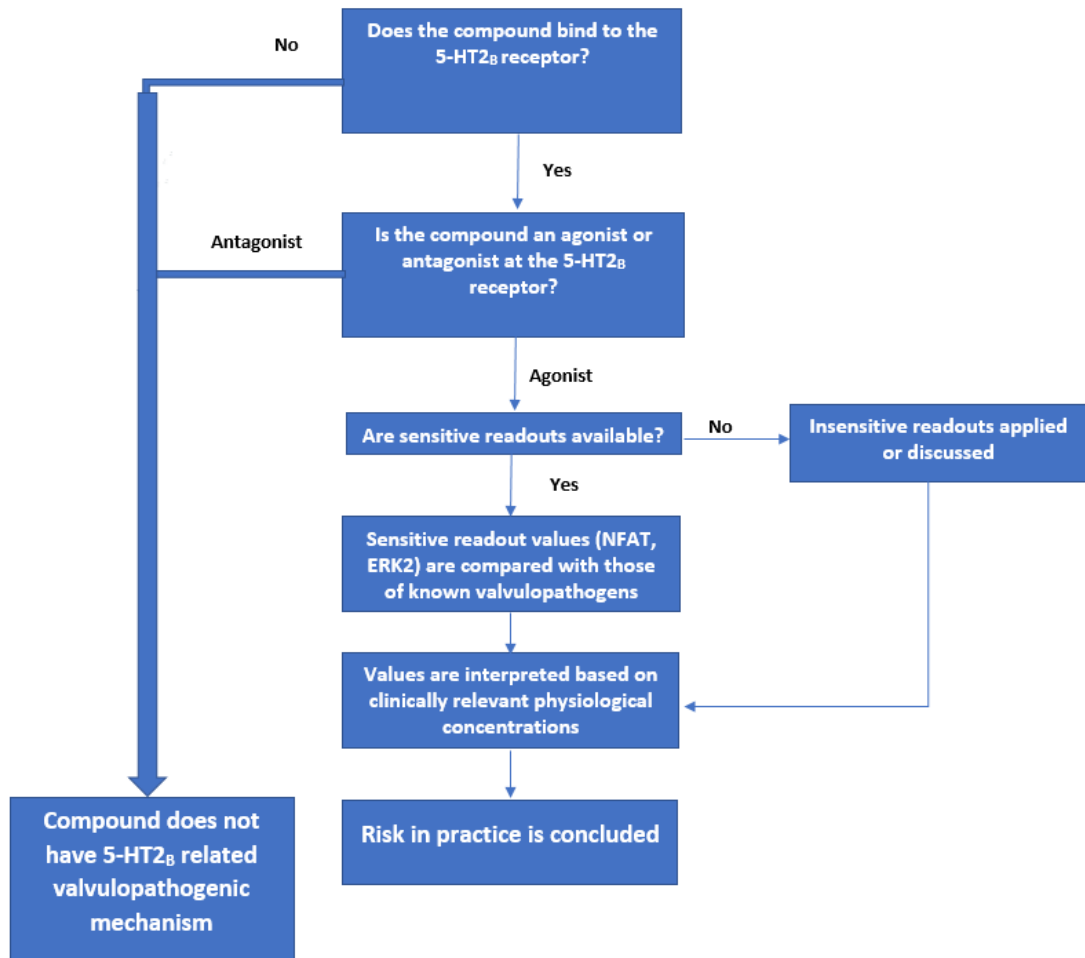 Does the compound bind to the
5-HT2B receptor?
No
Yes
Is the compound an agonist or
antagonist at the 5-HT2B
receptor?
Antagonist
Agonist
Are sensitive readouts available?
No
Insensitive readouts applied
or discussed
Yes
Sensitive readout values (NFAT,
ERK2) are compared with those
of known valvulopathogens
Values are interpreted based on
clinically relevant physiological
concentrations
Risk in practice is concluded
Compound does not
have 5-HT2B related
valvulopathogenic
mechanism